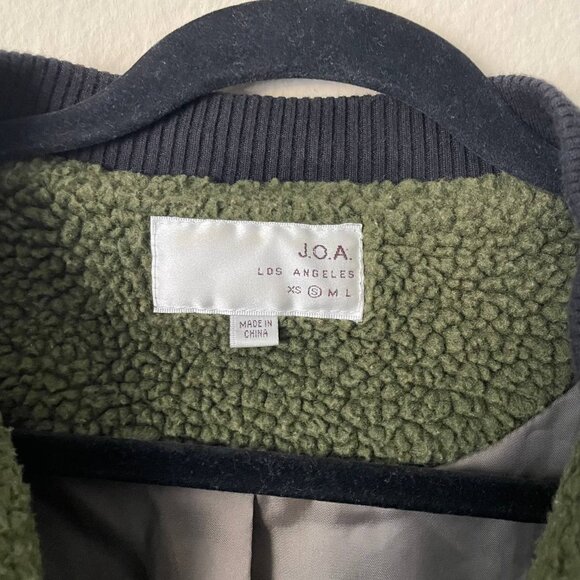 J.O.A.
LOS ANGELES
XS S M L
MADE IN
CHINA